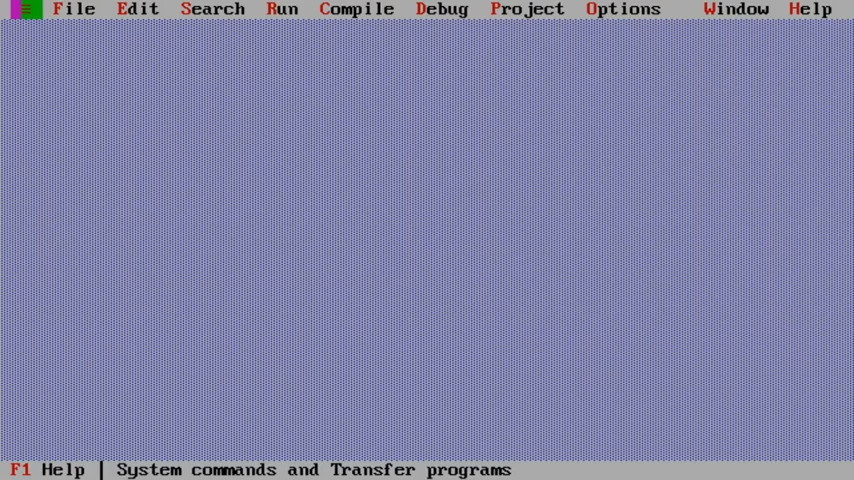 ≡ File Edit Search Run Compile Debug Project Options Window Help
F1 Help | System commands and Transfer programs